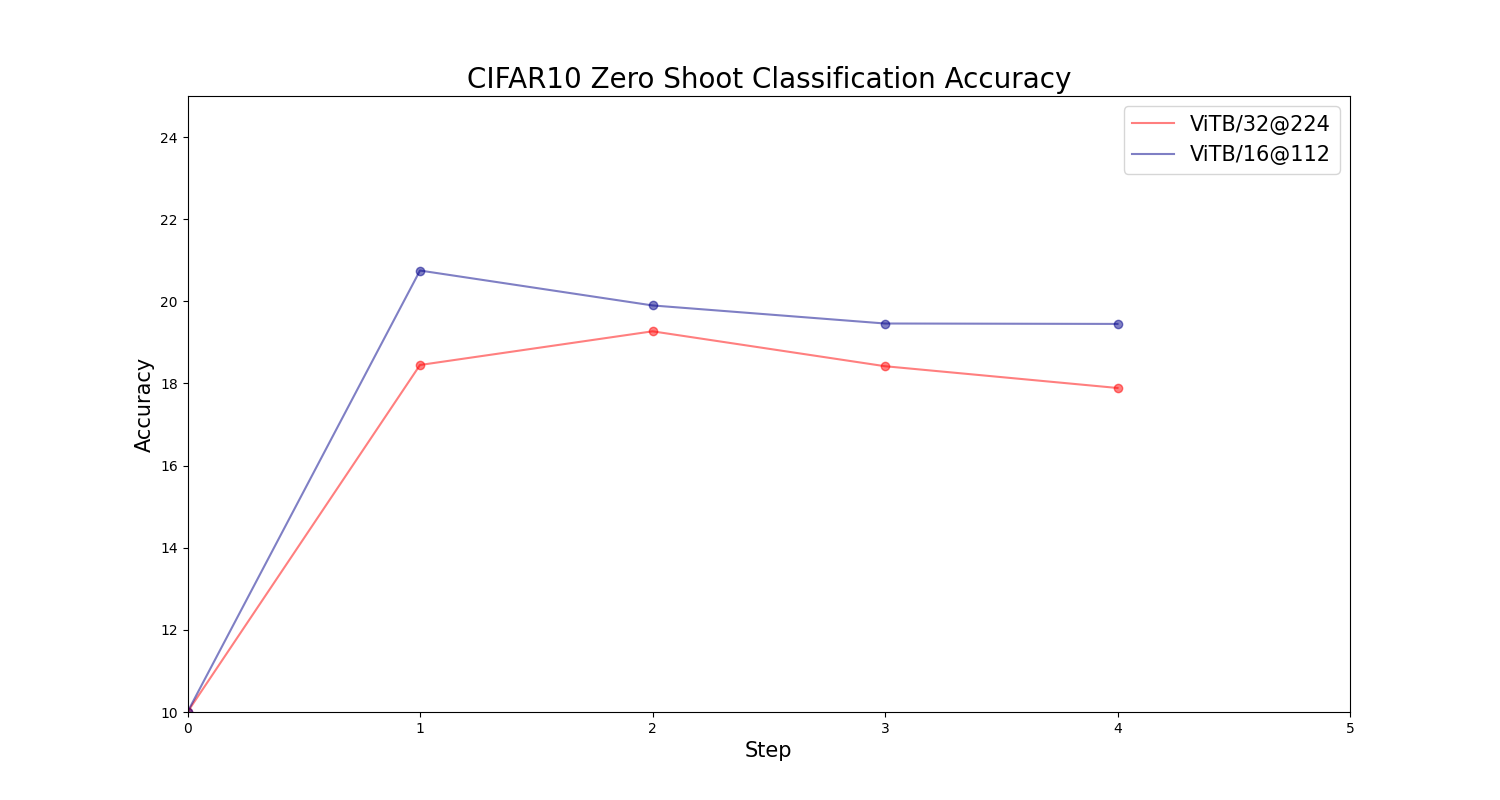 CIFAR10 Zero Shoot Classification Accuracy
ViTB/32@224
ViTB/16@112
Accuracy
24
22
20
18
16
14
12
10
0 1 2 3 4 5
Step